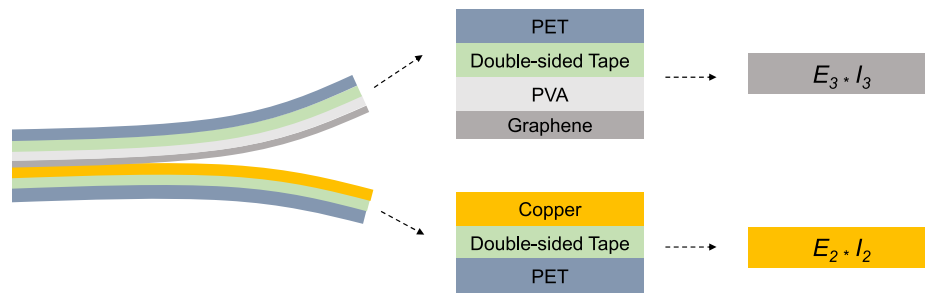 PET
Double-sided Tape
PVA
Graphene
E₃ * I₃
Copper
Double-sided Tape
PET
E₂ * I₂